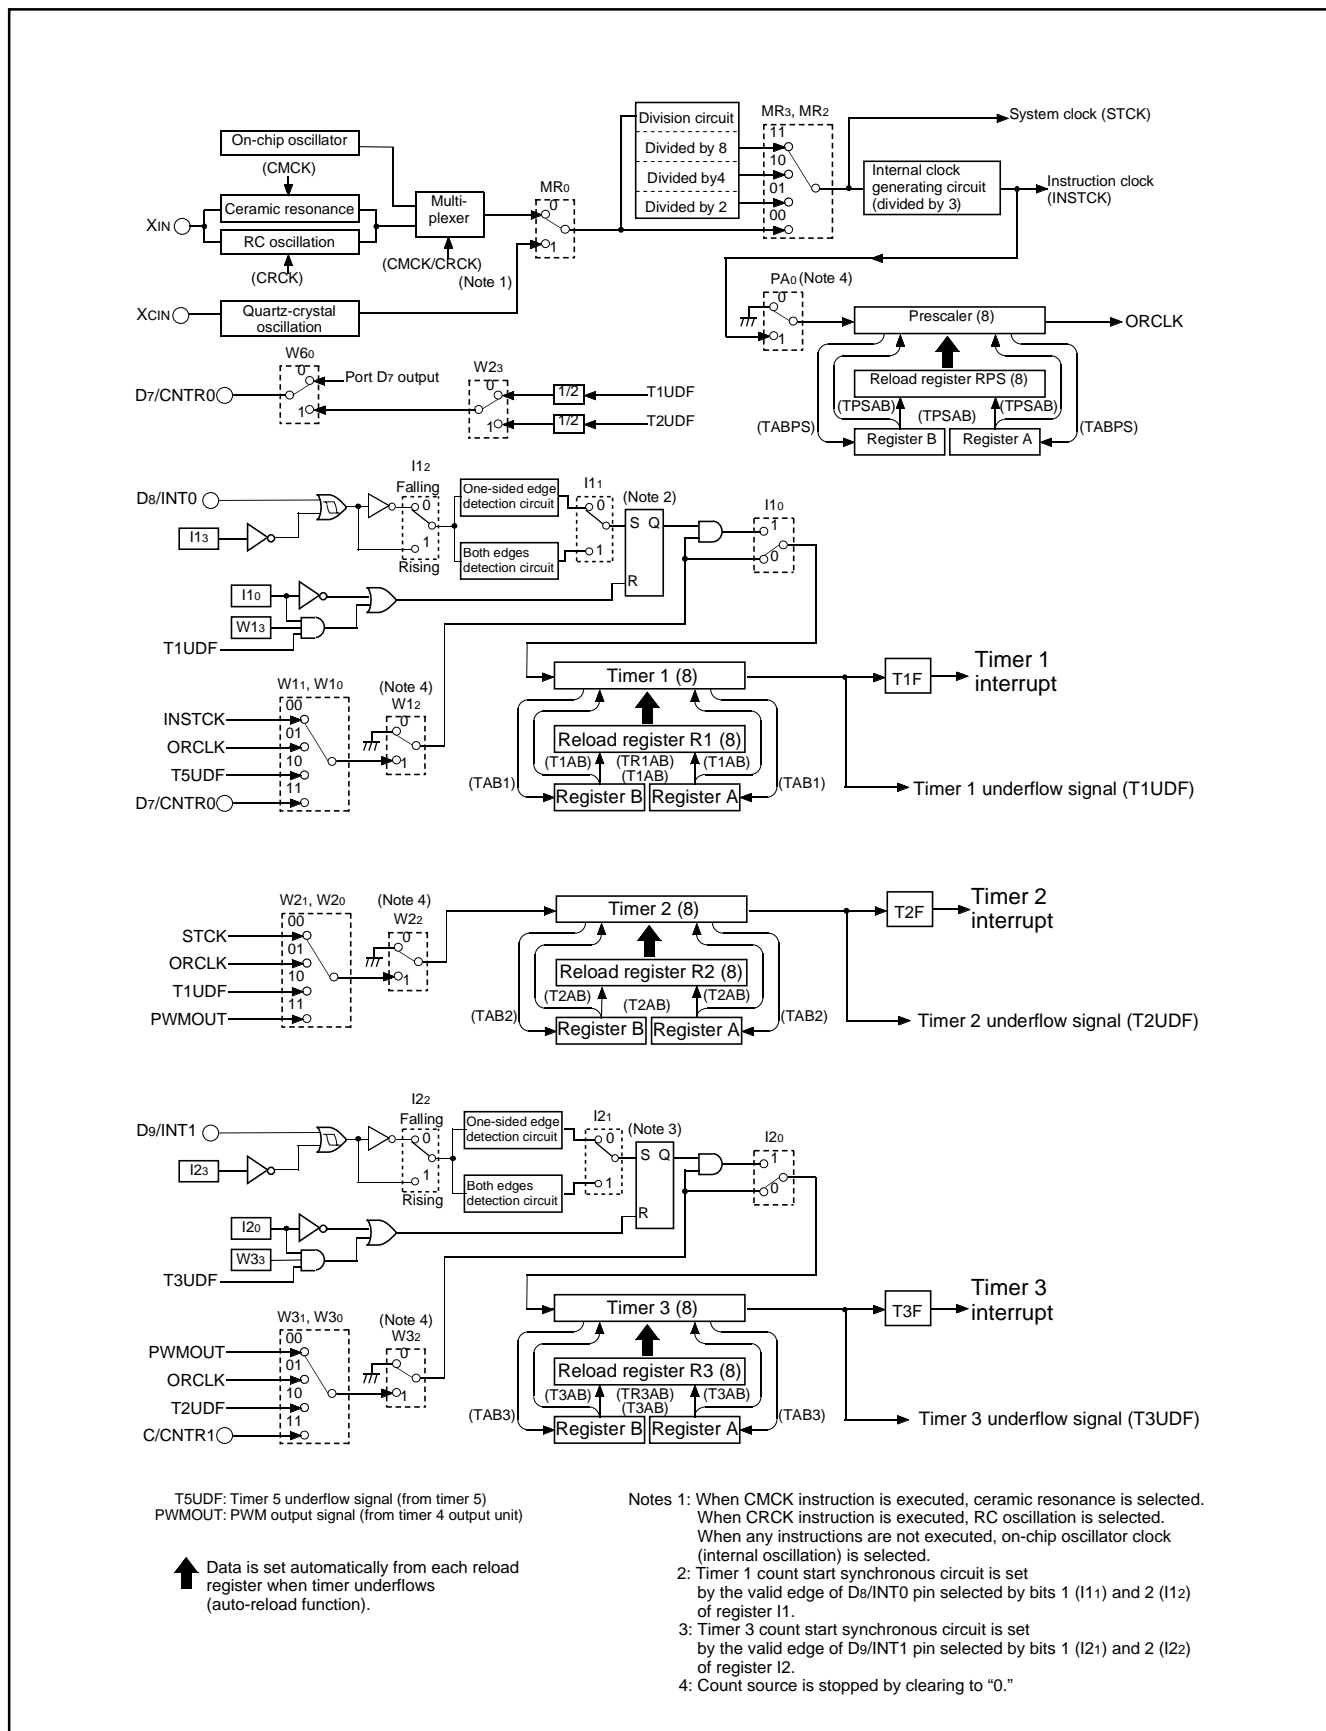 Division circuit
MR3, MR2
System clock (STCK)
On-chip oscillator
11
Divided by 8
(CMCK)
10
Internal clock
generating circuit
(divided by 3)
Instruction clock
(INSTCK)
Divided by4
Multi-
plexer
MR0
01
Ceramic resonance
0
Divided by 2
00
XIN
RC oscillation
1
(CMCK/CRCK)
(CRCK)
(Note 1)
PA0 (Note 4)
0
XCIN
Quartz-crystal
oscillation
Prescaler (8)
ORCLK
1
W60
W23
0
Port D7 output
0
1/2
T1UDF
Reload register RPS (8)
D7/CNTR0
1
1
1/2
T2UDF
(TPSAB)
(TPSAB)
(TPSAB)
(TABPS)
Register B
Register A
(TABPS)
I12
Falling
One-sided edge
detection circuit
I11
(Note 2)
I10
D8/INT0
0
0
S Q
1
I13
1
Both edges
detection circuit
1
0
Rising
R
I10
W13
T1UDF
Timer 1 (8)
T1F
Timer 1
interrupt
W11, W10
(Note 4)
W12
00
0
INSTCK
01
Reload register R1 (8)
ORCLK
10
1
(T1AB)
(TR1AB)
(T1AB)
(T1AB)
T5UDF
11
(TAB1)
(TAB1)
D7/CNTR0
Register B
Register A
Timer 1 underflow signal (T1UDF)
W21, W20
(Note 4)
W22
Timer 2 (8)
T2F
Timer 2
interrupt
00
0
STCK
01
ORCLK
10
1
Reload register R2 (8)
T1UDF
11
(T2AB)
(T2AB)
(T2AB)
PWMOUT
(TAB2)
Register B
Register A
(TAB2)
Timer 2 underflow signal (T2UDF)
I22
Falling
One-sided edge
detection circuit
I21
(Note 3)
I20
D9/INT1
0
0
S Q
1
I23
1
Both edges
detection circuit
1
0
Rising
R
I20
W33
T3UDF
Timer 3 (8)
T3F
Timer 3
interrupt
W31, W30
(Note 4)
W32
00
0
PWMOUT
01
Reload register R3 (8)
ORCLK
10
1
(T3AB)
(TR3AB)
(T3AB)
(T3AB)
T2UDF
11
(TAB3)
(TAB3)
C/CNTR1
Register B
Register A
Timer 3 underflow signal (T3UDF)
T5UDF: Timer 5 underflow signal (from timer 5)
PWMOUT: PWM output signal (from timer 4 output unit)
Data is set automatically from each reload
register when timer underflows
(auto-reload function).
Notes 1: When CMCK instruction is executed, ceramic resonance is selected.
When CRCK instruction is executed, RC oscillation is selected.
When any instructions are not executed, on-chip oscillator clock
(internal oscillation) is selected.
2: Timer 1 count start synchronous circuit is set
by the valid edge of D8/INT0 pin selected by bits 1 (I11) and 2 (I12)
of register I1.
3: Timer 3 count start synchronous circuit is set
by the valid edge of D9/INT1 pin selected by bits 1 (I21) and 2 (I22)
of register I2.
4: Count source is stopped by clearing to “0.”